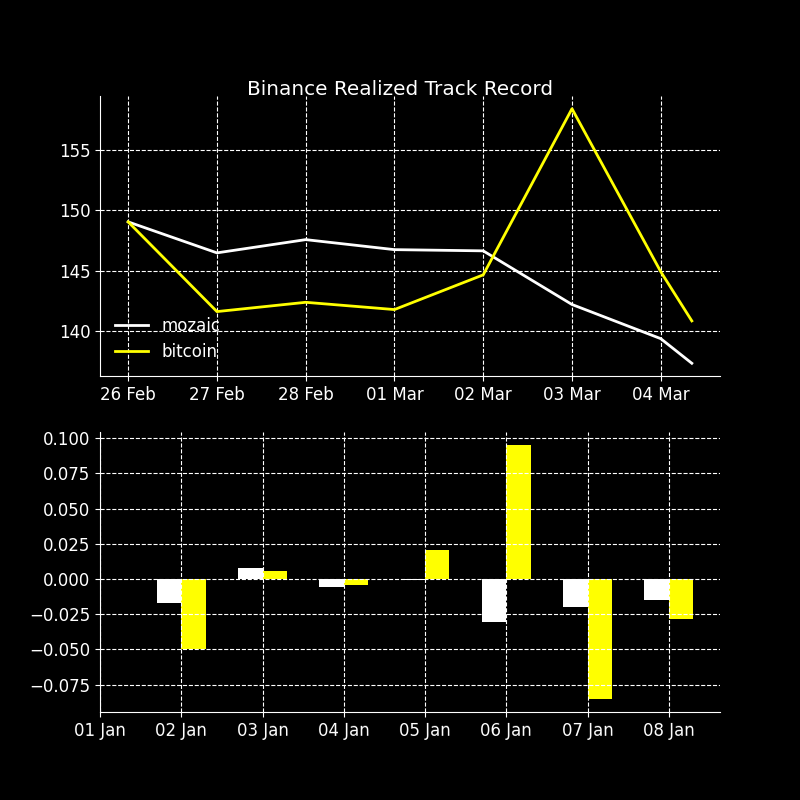 Binance Realized Track Record
155
150
145
140
mozaic
bitcoin
26 Feb 27 Feb 28 Feb 01 Mar 02 Mar 03 Mar 04 Mar
0.100
0.075
0.050
0.025
0.000
−0.025
−0.050
−0.075
01 Jan 02 Jan 03 Jan 04 Jan 05 Jan 06 Jan 07 Jan 08 Jan